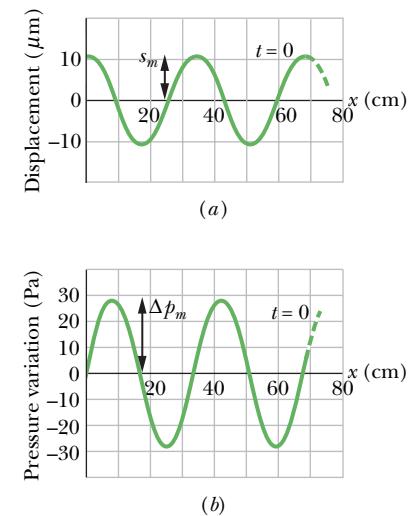 Displacement (μm)
10
0
−10
s_m
t = 0
20
40
60
80
x (cm)
(a)
Pressure variation (Pa)
30
20
10
0
−10
−20
−30
Δp_m
t = 0
20
40
60
80
x (cm)
(b)